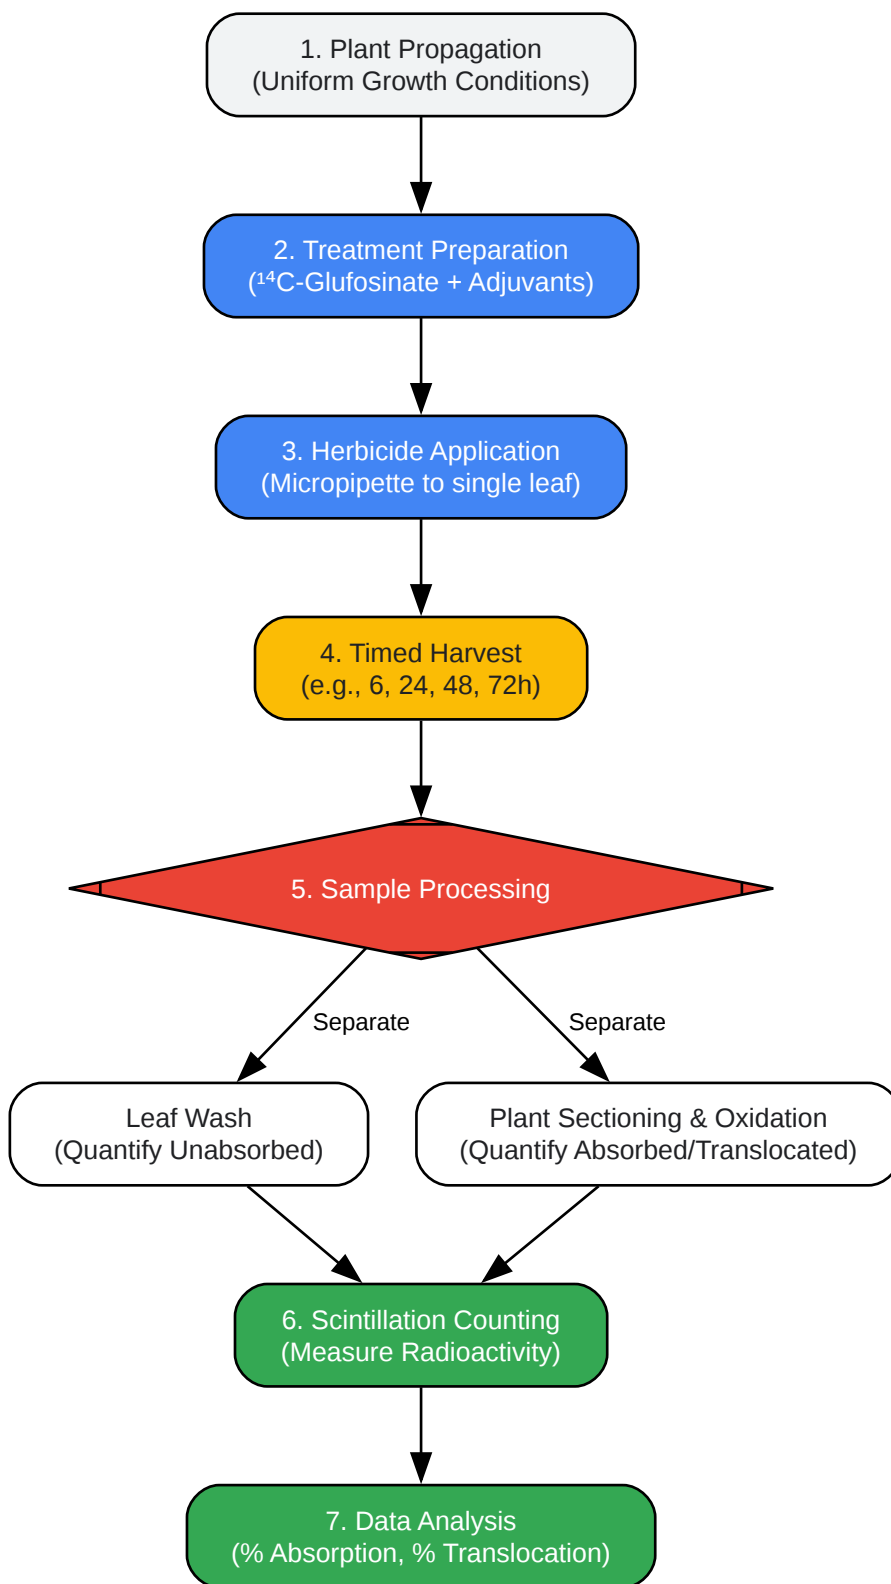 1. Plant Propagation
(Uniform Growth Conditions)
2. Treatment Preparation
(¹⁴C-Glufosinate + Adjuvants)
3. Herbicide Application
(Micropipette to single leaf)
4. Timed Harvest
(e.g., 6, 24, 48, 72h)
5. Sample Processing
Separate
Separate
Leaf Wash
(Quantify Unabsorbed)
Plant Sectioning & Oxidation
(Quantify Absorbed/Translocated)
6. Scintillation Counting
(Measure Radioactivity)
7. Data Analysis
(% Absorption, % Translocation)